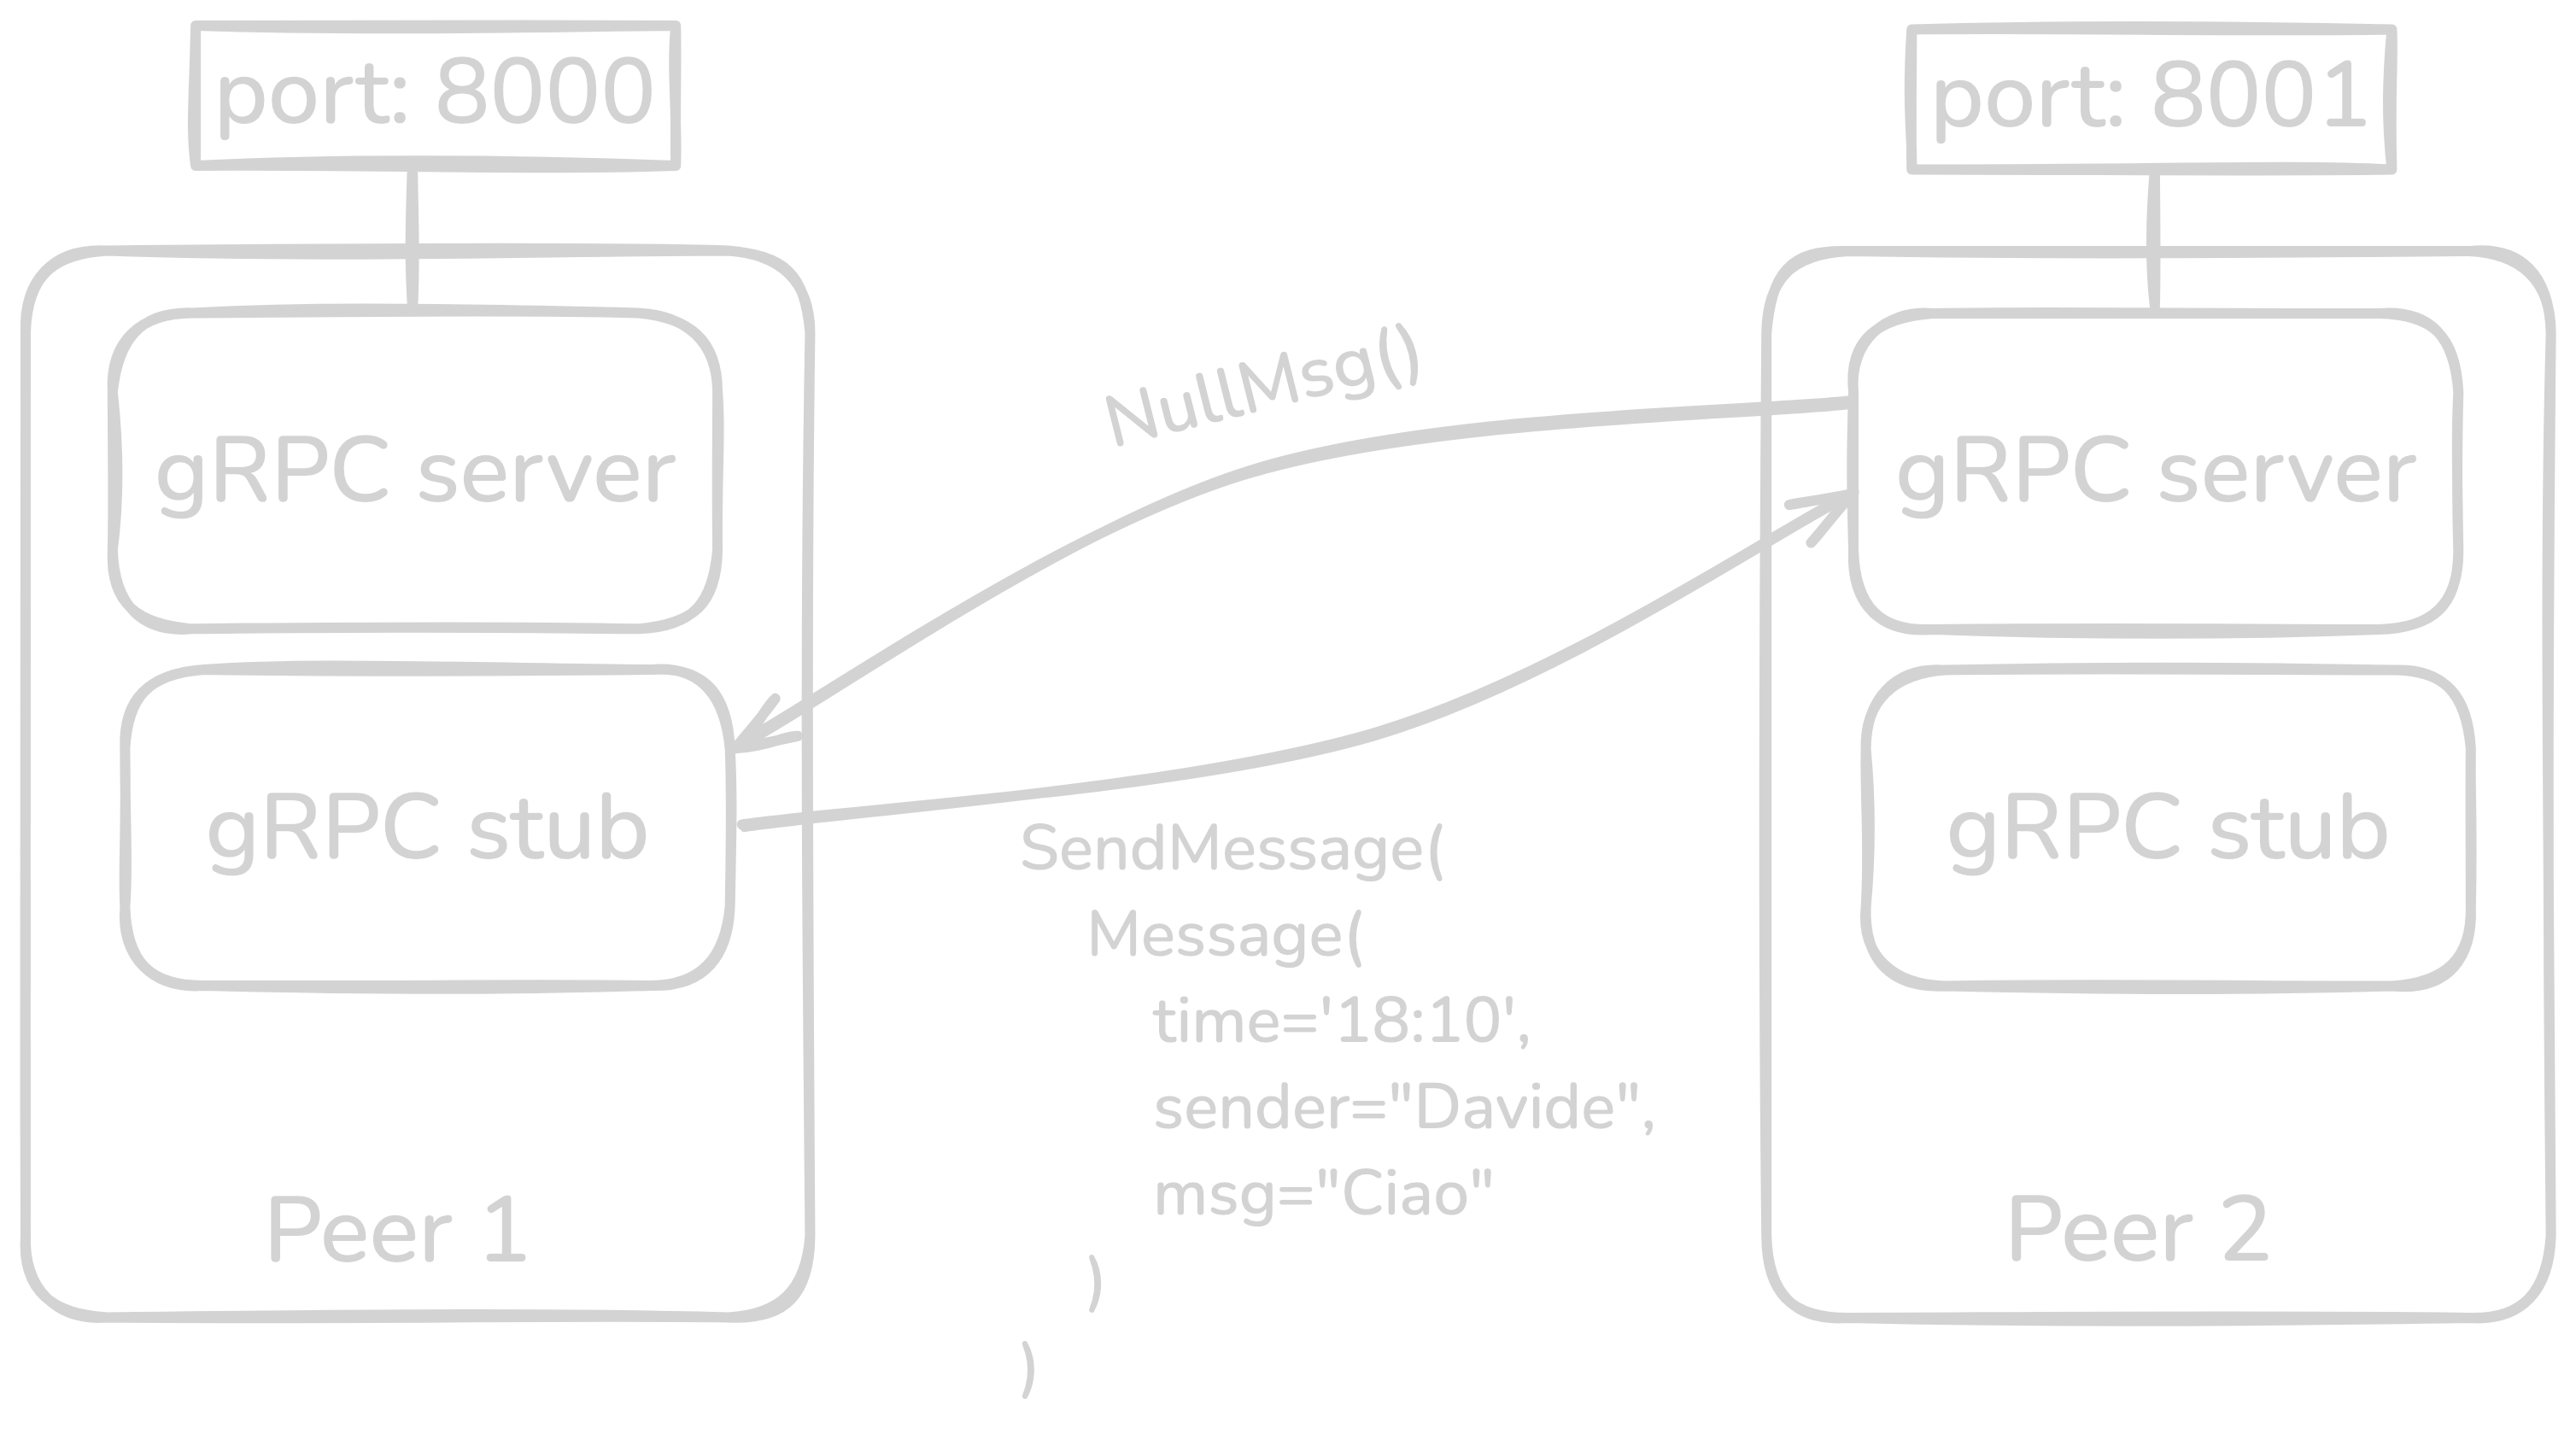 port: 8000
port: 8001
NullMsg()
gRPC server
gRPC server
gRPC stub
gRPC stub
SendMessage(
Message(
time='18:10',
sender="Davide",
msg="Ciao"
)
)
Peer 1
Peer 2